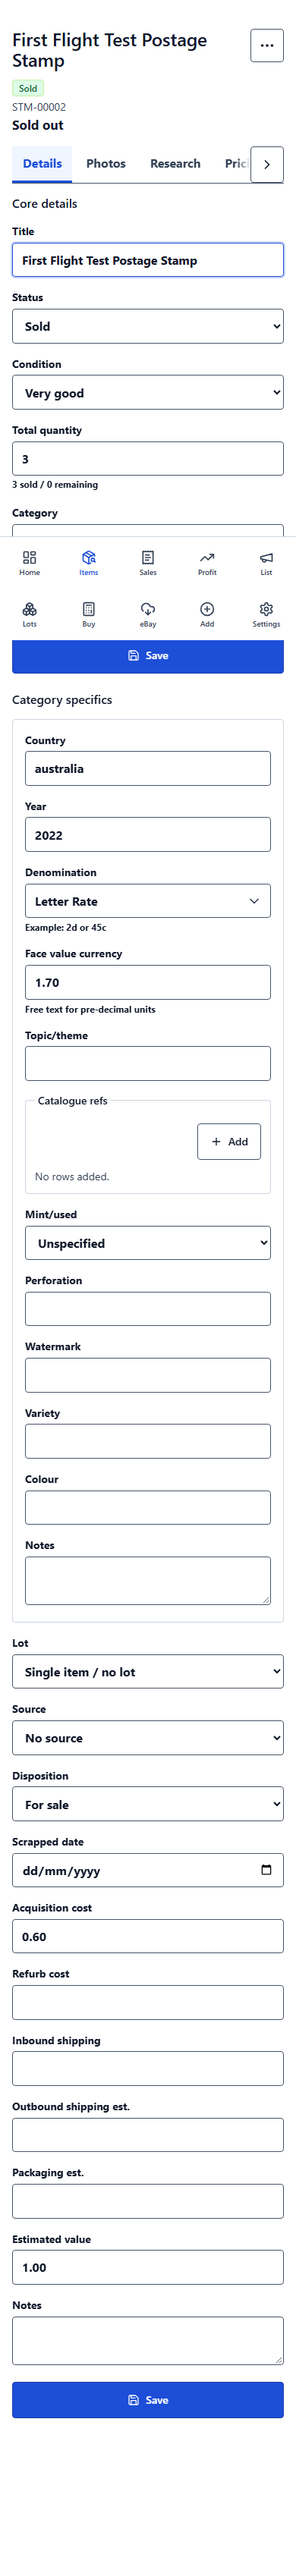 First Flight Test Postage
Stamp
Sold
STM-00002
Sold out
Details
Photos
Research
Core details
Title
First Flight Test Postage Stamp
Status
Sold
Condition
Very good
Total quantity
3
3 sold / 0 remaining
Category
Home
Items
Sales
Profit
List
Lots
Buy
eBay
Add
Settings
Save
Category specifics
Country
australia
Year
2022
Denomination
Letter Rate
Example: 2d or 45c
Face value currency
1.70
Free text for pre-decimal units
Topic/theme
Catalogue refs
Add
No rows added.
Mint/used
Unspecified
Perforation
Watermark
Variety
Colour
Notes
Lot
Single item / no lot
Source
No source
Disposition
For sale
Scrapped date
dd/mm/yyyy
Acquisition cost
0.60
Refurb cost
Inbound shipping
Outbound shipping est.
Packaging est.
Estimated value
1.00
Notes
Save